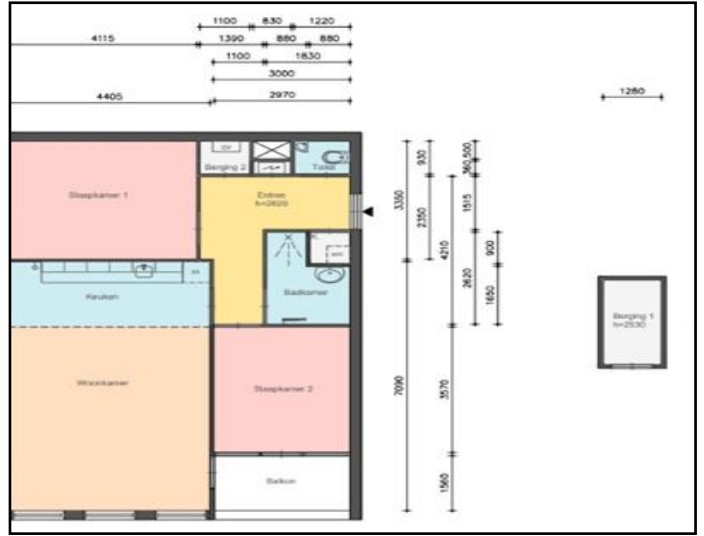 1100 830 1220
4115 1390 880 880
1100 1830
3000
4405 2970
1280
CV
Berging 2
Toilet
Slaapkamer 1
Entree
h=2620
Badkamer
Keuken
Woonkamer
Slaapkamer 2
Balkon
Berging 1
h=2530
3350
7090
930
2350
4210
3570
1560
360
500
1515
2620
900
1650